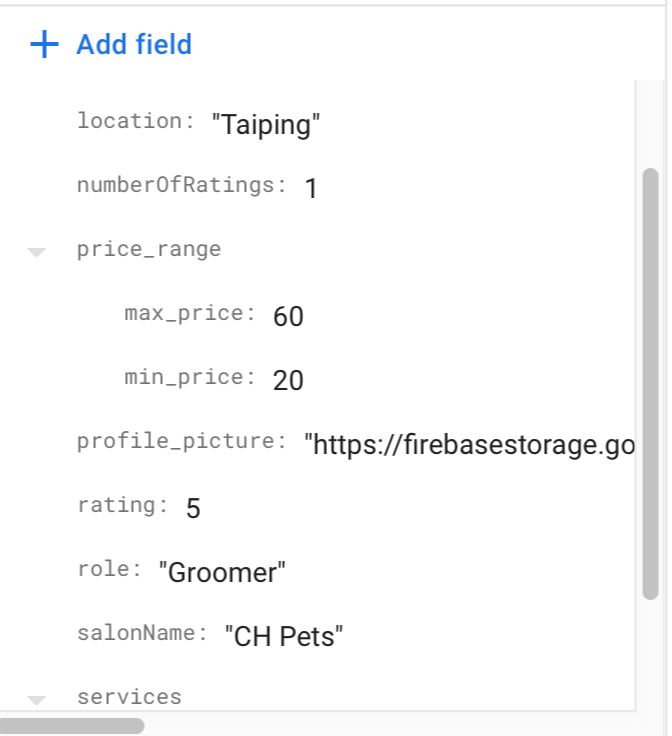 + Add field
location: "Taiping"
numberOfRatings: 1
price_range
max_price: 60
min_price: 20
profile_picture: "https://firebasestorage.go
rating: 5
role: "Groomer"
salonName: "CH Pets"
services